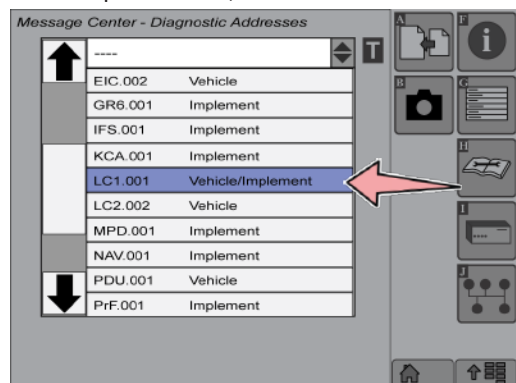 Message Center - Diagnostic Addresses
----
T
EIC.002 Vehicle
GR6.001 Implement
IFS.001 Implement
KCA.001 Implement
LC1.001 Vehicle/Implement
LC2.002 Vehicle
MPD.001 Implement
NAV.001 Implement
PDU.001 Vehicle
PrF.001 Implement
A
F
i
B
G
H
I
J